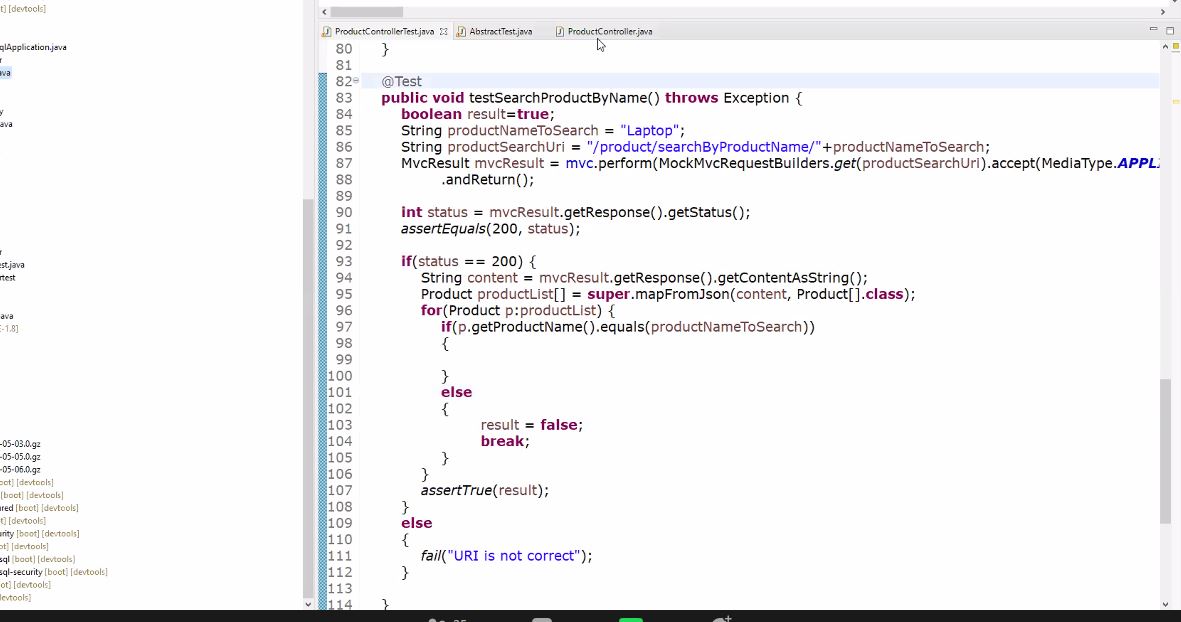 ot] [devtools]
ProductControllerTest.java AbstractTest.java ProductController.java
qlApplication.java
80 }
81
ava
82 @Test
83 public void testSearchProductByName() throws Exception {
84 boolean result=true;
85 String productNameToSearch = "Laptop";
86 String productSearchUri = "/product/searchByProductName/"+productNameToSearch;
87 MvcResult mvcResult = mvc.perform(MockMvcRequestBuilders.get(productSearchUri).accept(MediaType.APPLI
88 .andReturn();
89
90 int status = mvcResult.getResponse().getStatus();
91 assertEquals(200, status);
92
93 if(status == 200) {
94 String content = mvcResult.getResponse().getContentAsString();
95 Product productList[] = super.mapFromJson(content, Product[].class);
96 for(Product p:productList) {
97 if(p.getProductName().equals(productNameToSearch))
98 {
99
100 }
101 else
102 {
103 result = false;
104 break;
105 }
106 }
107 assertTrue(result);
108 }
109 else
110 {
111 fail("URI is not correct");
112 }
113
114 }
y
ava
r
est.java
rtest
ava
E-1.8]
-05-03.0.gz
-05-05.0.gz
-05-06.0.gz
oot] [devtools]
[boot] [devtools]
ured [boot] [devtools]
ot] [devtools]
urity [boot] [devtools]
ot] [devtools]
sql [boot] [devtools]
sql-security [boot] [devtools]
ot] [devtools]
devtools]